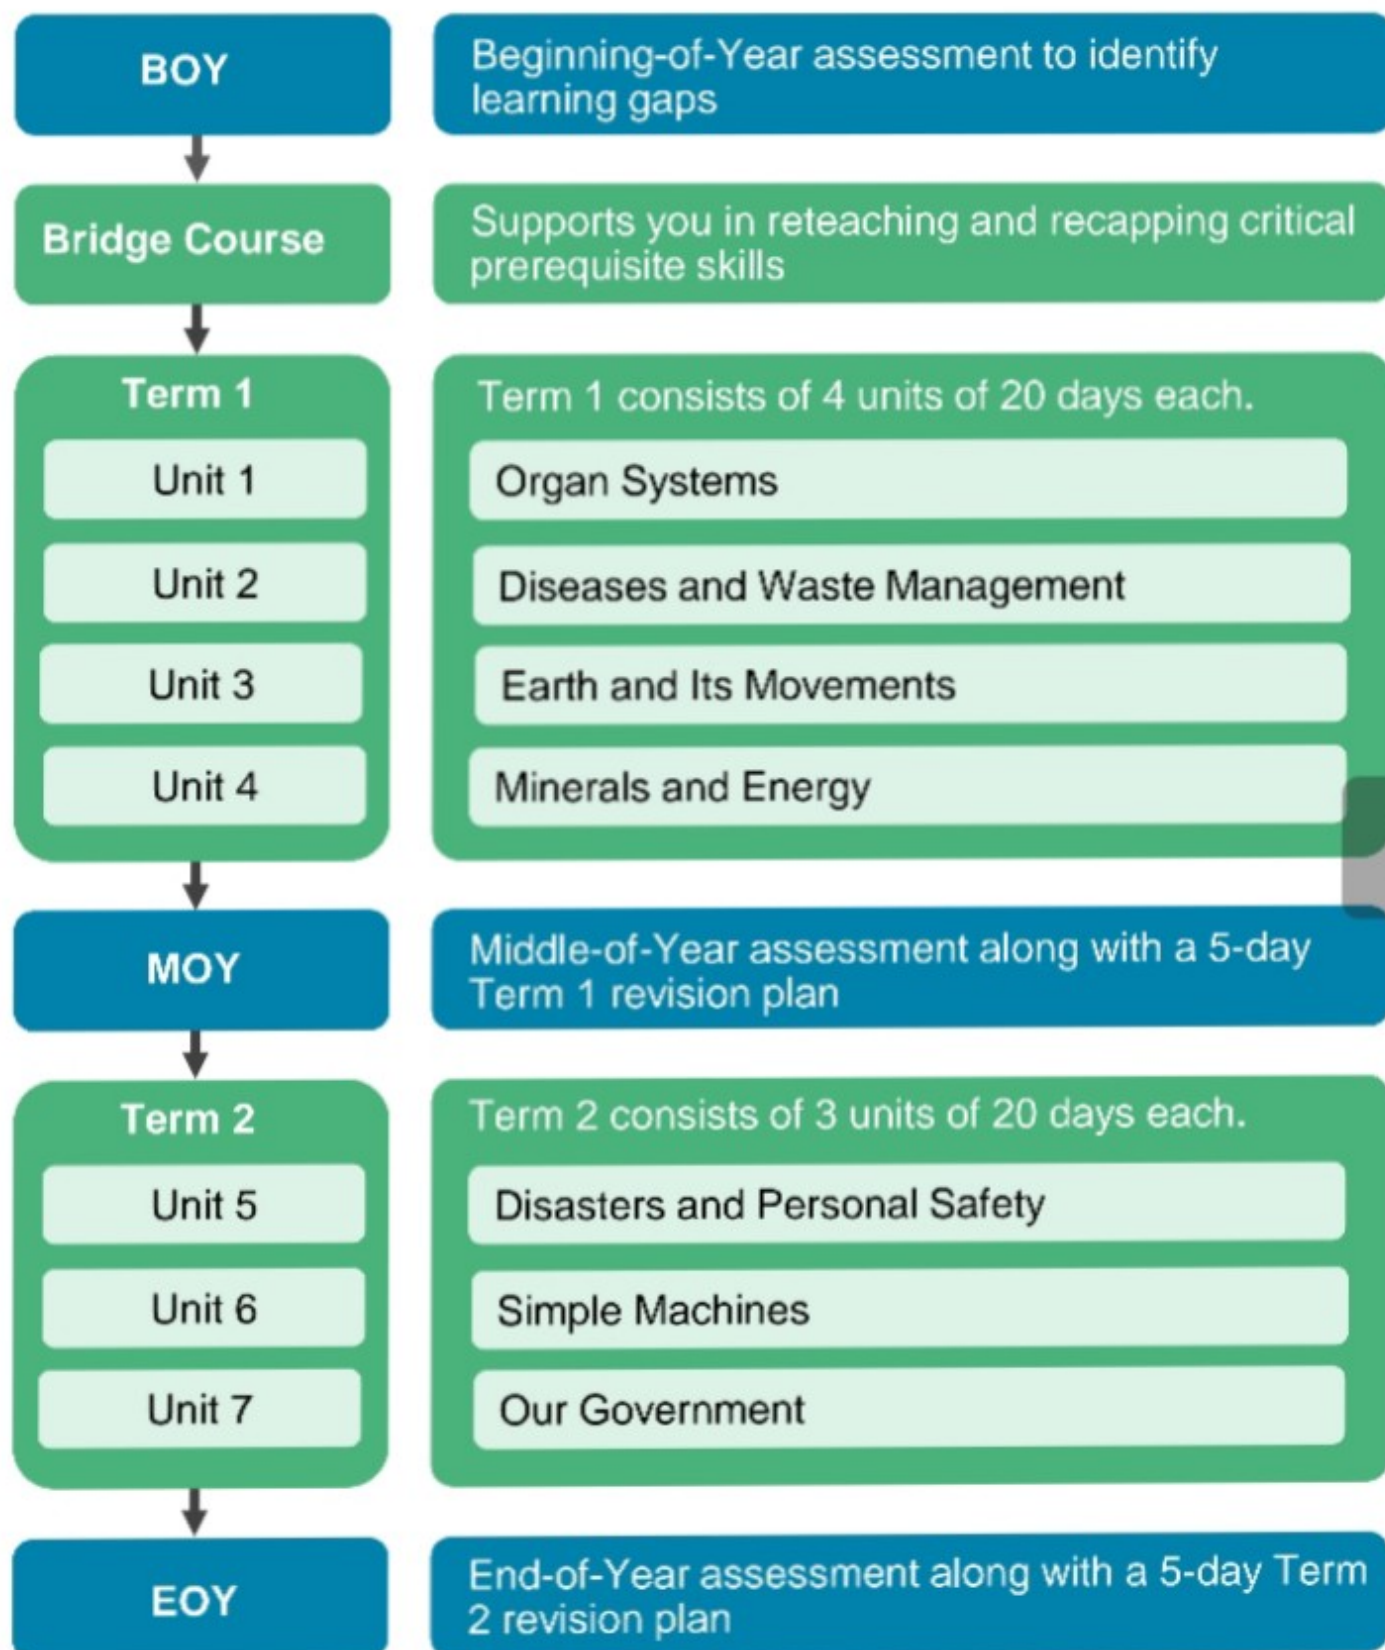 BOY
Beginning-of-Year assessment to identify
learning gaps
Bridge Course
Supports you in reteaching and recapping critical
prerequisite skills
Term 1
Term 1 consists of 4 units of 20 days each.
Unit 1
Organ Systems
Unit 2
Diseases and Waste Management
Unit 3
Earth and Its Movements
Unit 4
Minerals and Energy
MOY
Middle-of-Year assessment along with a 5-day
Term 1 revision plan
Term 2
Term 2 consists of 3 units of 20 days each.
Unit 5
Disasters and Personal Safety
Unit 6
Simple Machines
Unit 7
Our Government
EOY
End-of-Year assessment along with a 5-day Term
2 revision plan